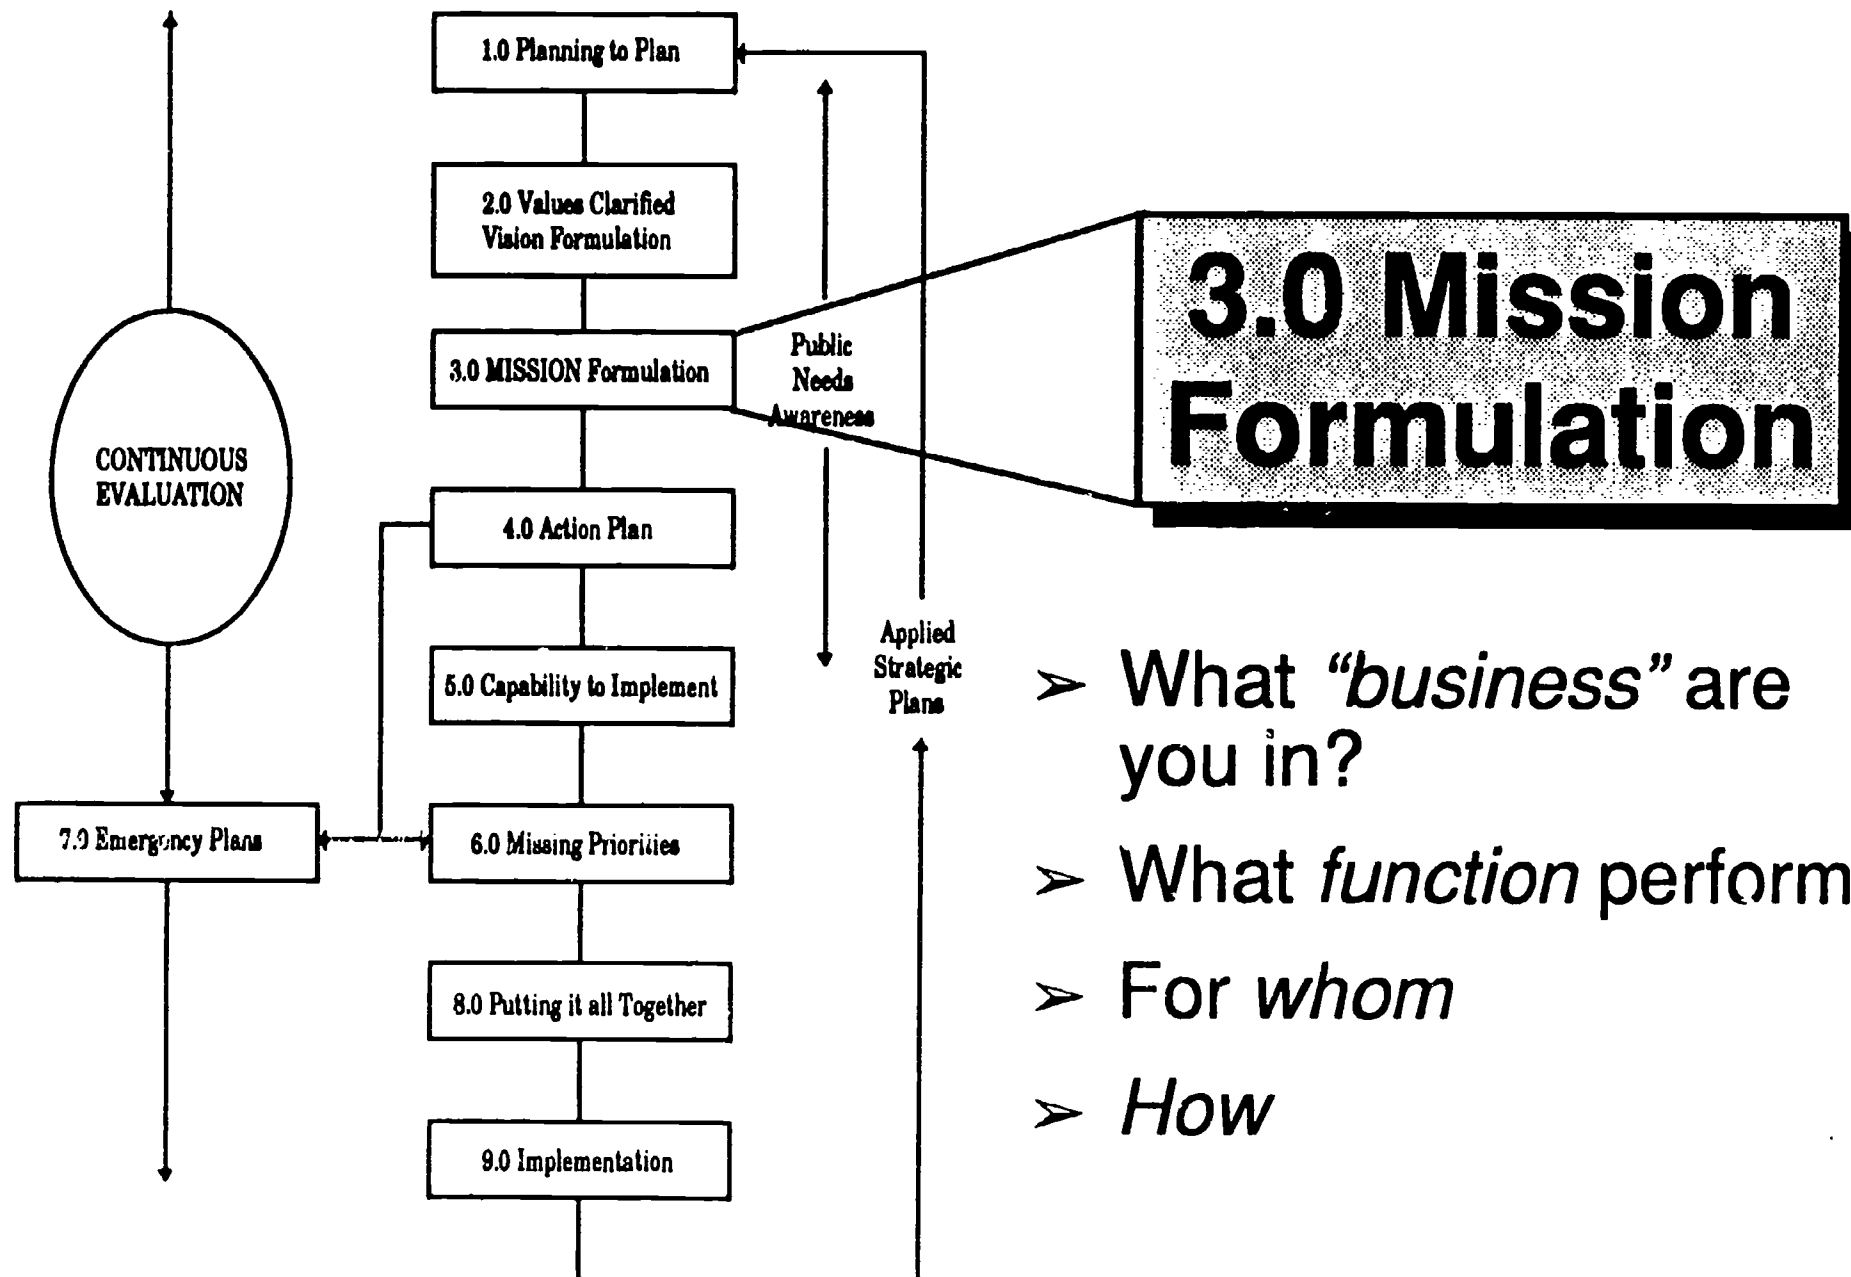 1.0 Planning to Plan
2.0 Values Clarified
Vision Formulation
3.0 MISSION Formulation
Public
Needs
Awareness
CONTINUOUS
EVALUATION
4.0 Action Plan
Applied
Strategic
Plans
5.0 Capability to Implement
7.0 Emergency Plans
6.0 Missing Priorities
8.0 Putting it all Together
9.0 Implementation
3.0 Mission
Formulation
➢ What “business” are
you in?
➢ What function perform
➢ For whom
➢ How